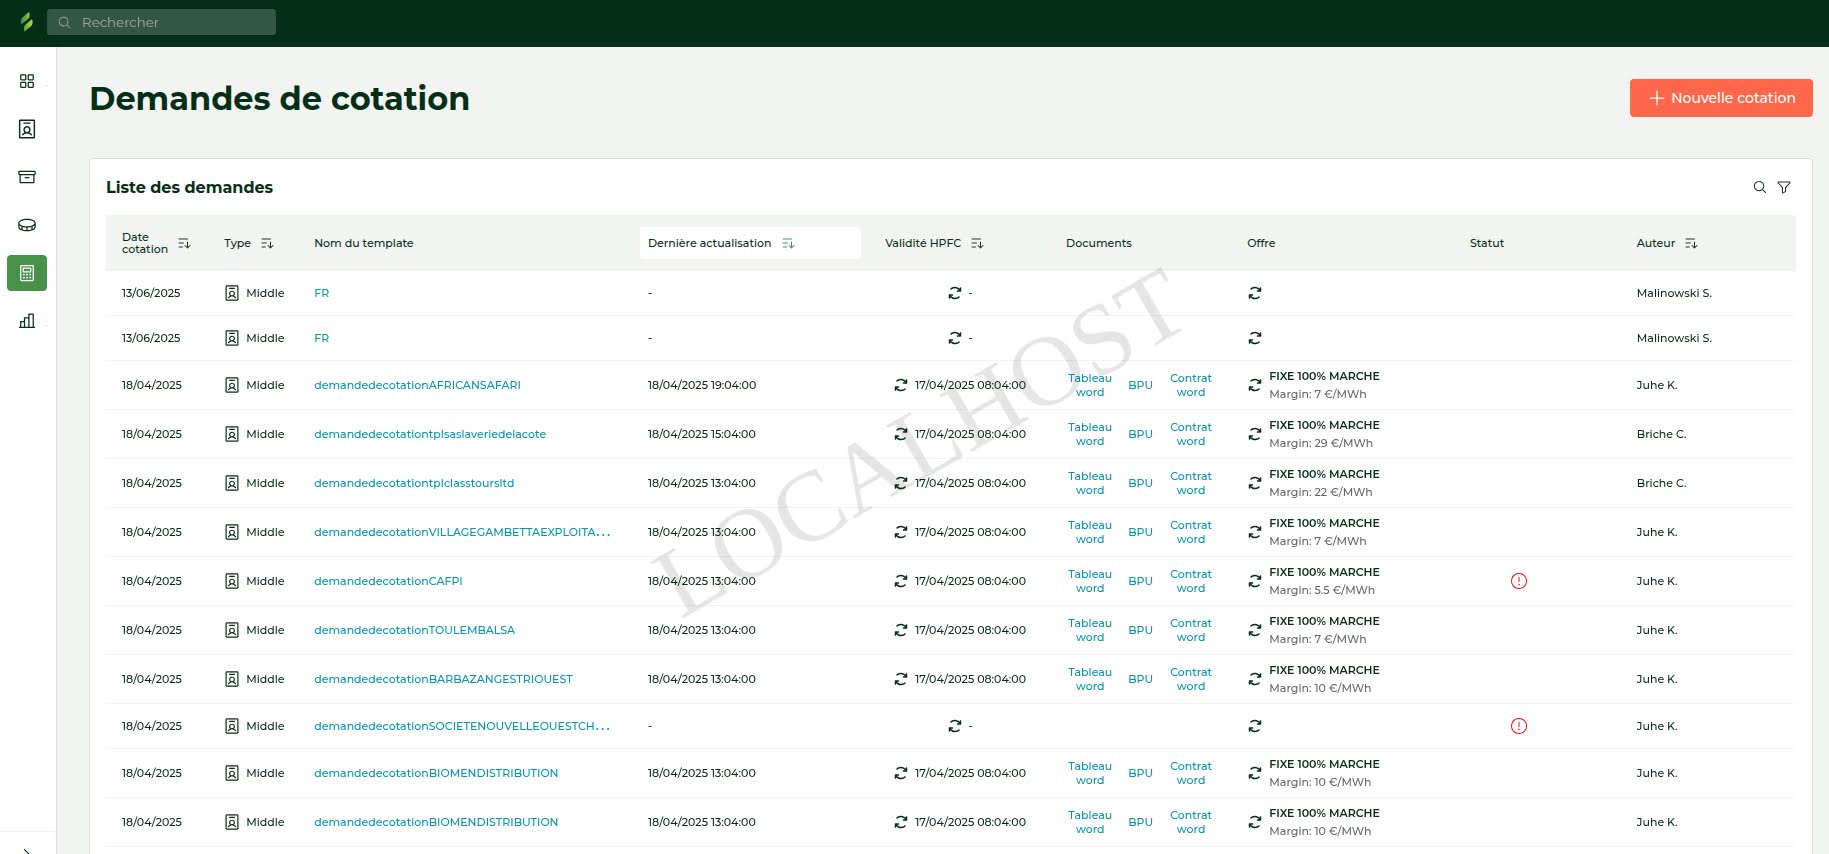 Rechercher
Demandes de cotation
Nouvelle cotation
Liste des demandes
Date cotation Type Nom du template Dernière actualisation Validité HPFC Documents Offre Statut Auteur
13/06/2025 Middle FR - - Malinowski S.
13/06/2025 Middle FR - - Malinowski S.
18/04/2025 Middle demandedecotationAFRICANSAFARI 18/04/2025 19:04:00 17/04/2025 08:04:00 Tableau word BPU Contrat word FIXE 100% MARCHE Margin: 7 €/MWh Juhe K.
18/04/2025 Middle demandedecotationtplsaslaveriedelacote 18/04/2025 15:04:00 17/04/2025 08:04:00 Tableau word BPU Contrat word FIXE 100% MARCHE Margin: 29 €/MWh Briche C.
18/04/2025 Middle demandedecotationtplclasstoursltd 18/04/2025 13:04:00 17/04/2025 08:04:00 Tableau word BPU Contrat word FIXE 100% MARCHE Margin: 22 €/MWh Briche C.
18/04/2025 Middle demandedecotationVILLAGEGAMBETTAEXPLOITA... 18/04/2025 13:04:00 17/04/2025 08:04:00 Tableau word BPU Contrat word FIXE 100% MARCHE Margin: 7 €/MWh Juhe K.
18/04/2025 Middle demandedecotationCAFPI 18/04/2025 13:04:00 17/04/2025 08:04:00 Tableau word BPU Contrat word FIXE 100% MARCHE Margin: 5.5 €/MWh Juhe K.
18/04/2025 Middle demandedecotationTOULEMBALSA 18/04/2025 13:04:00 17/04/2025 08:04:00 Tableau word BPU Contrat word FIXE 100% MARCHE Margin: 7 €/MWh Juhe K.
18/04/2025 Middle demandedecotationBARBAZANGESTRIOUEST 18/04/2025 13:04:00 17/04/2025 08:04:00 Tableau word BPU Contrat word FIXE 100% MARCHE Margin: 10 €/MWh Juhe K.
18/04/2025 Middle demandedecotationSOCIETENOUVELLEOUESTCH... - - Juhe K.
18/04/2025 Middle demandedecotationBIOMENDISTRIBUTION 18/04/2025 13:04:00 17/04/2025 08:04:00 Tableau word BPU Contrat word FIXE 100% MARCHE Margin: 10 €/MWh Juhe K.
18/04/2025 Middle demandedecotationBIOMENDISTRIBUTION 18/04/2025 13:04:00 17/04/2025 08:04:00 Tableau word BPU Contrat word FIXE 100% MARCHE Margin: 10 €/MWh Juhe K.
LOCALHOST